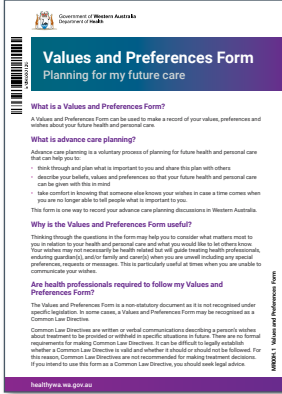 Government of Western Australia
Department of Health
Values and Preferences Form
Planning for my future care
What is a Values and Preferences Form?
A Values and Preferences Form can be used to make a record of your values, preferences and
wishes about your future health and personal care.
What is advance care planning?
Advance care planning is a voluntary process of planning for future health and personal care
that can help you to:
· think through and plan what is important to you and share this plan with others
· describe your beliefs, values and preferences so that your future health and personal care
can be given with this in mind
· take comfort in knowing that someone else knows your wishes in case a time comes when
you are no longer able to tell people what is important to you.
This form is one way to record your advance care planning discussions in Western Australia.
Why is the Values and Preferences Form useful?
Thinking through the questions in the form may help you to consider what matters most to
you in relation to your health and personal care and what you would like to let others know.
Your wishes may not necessarily be health related but will guide treating health professionals,
enduring guardian(s), and/or family and carer(s) when you are unwell including any special
preferences, requests or messages. This is particularly useful at times when you are unable to
communicate your wishes.
Are health professionals required to follow my Values and
Preferences Form?
The Values and Preferences Form is a non-statutory document as it is not recognised under
specific legislation. In some cases, a Values and Preferences Form may be recognised as a
Common Law Directive.
Common Law Directives are written or verbal communications describing a person's wishes
about treatment to be provided or withheld in specific situations in future. There are no formal
requirements for making Common Law Directives. It can be difficult to legally establish
whether a Common Law Directive is valid and whether it should or should not be followed. For
this reason, Common Law Directives are not recommended for making treatment decisions.
If you intend to use this form as a Common Law Directive, you should seek legal advice.
MR00H.1 Values and Preferences Form
healthywa.wa.gov.au